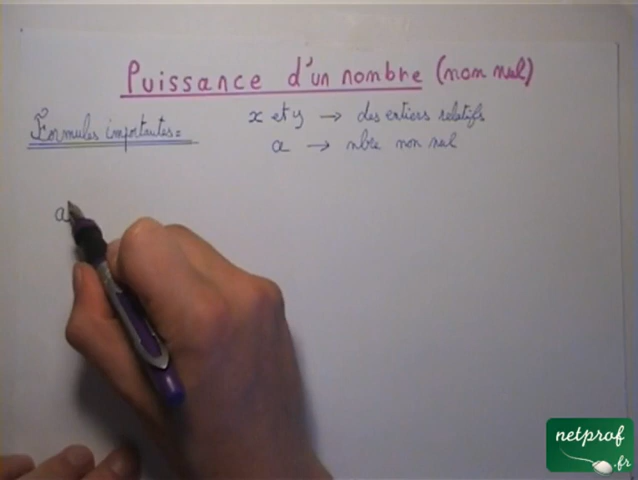 Puissance d'un nombre (non nul)
Formules importantes:
x et y → des entiers relatifs
a → nbre non nul
a
netprof
.fr